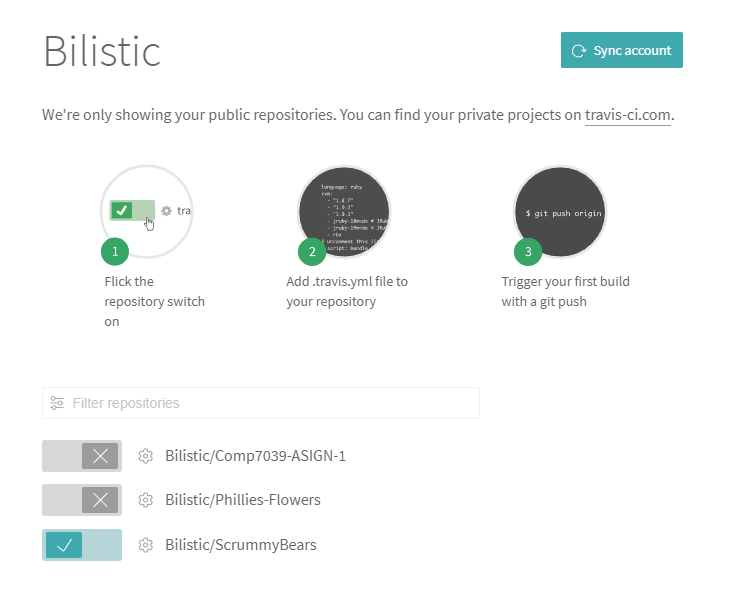 Bilistic
Sync account
We're only showing your public repositories. You can find your private projects on travis-ci.com.
tra
language: ruby
rvm:
- "1.8.7"
- "1.9.2"
- "1.9.3"
- jruby-18mode # JRub
- jruby-19mode # JRub
- rbx
# uncomment this li
script: bundle
$ git push origin
1
Flick the
repository switch
on
2
Add .travis.yml file to
your repository
3
Trigger your first build
with a git push
Filter repositories
Bilistic/Comp7039-ASIGN-1
Bilistic/Phillies-Flowers
Bilistic/ScrummyBears